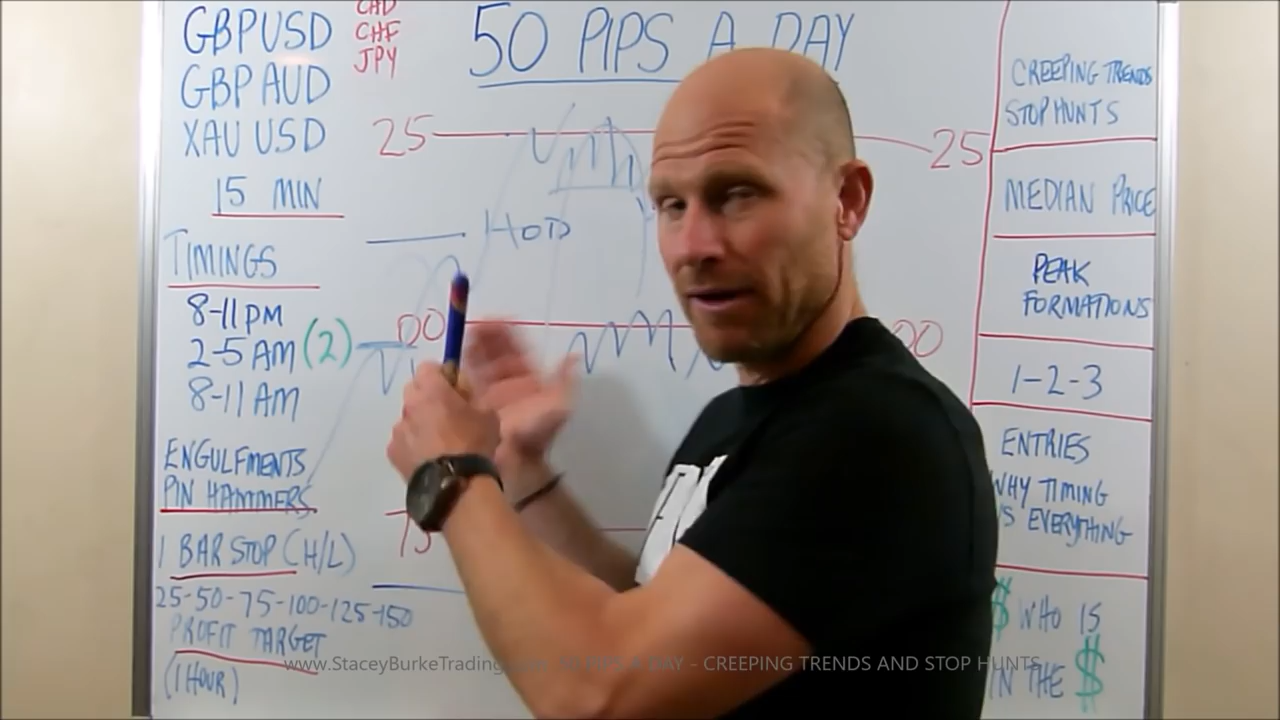 GBPUSD
GBP AUD
XAU USD
15 MIN
CAD
CHF
JPY
50 PIPS A DAY
TIMINGS
8-11 PM
2-5 AM (2)
8-11 AM
ENGULFMENTS
PIN HAMMERS
1 BAR STOP (H/L)
25-50-75-100-125-150
PROFIT TARGET
(1 HOUR)
25
25
HOD
00
00
75
CREEPING TRENDS
STOP HUNTS
MEDIAN PRICE
PEAK
FORMATIONS
1-2-3
ENTRIES
WHY TIMING
IS EVERYTHING
$ WHO IS
IN THE $
www.StaceyBurkeTrading.com 50 PIPS A DAY - CREEPING TRENDS AND STOP HUNTS